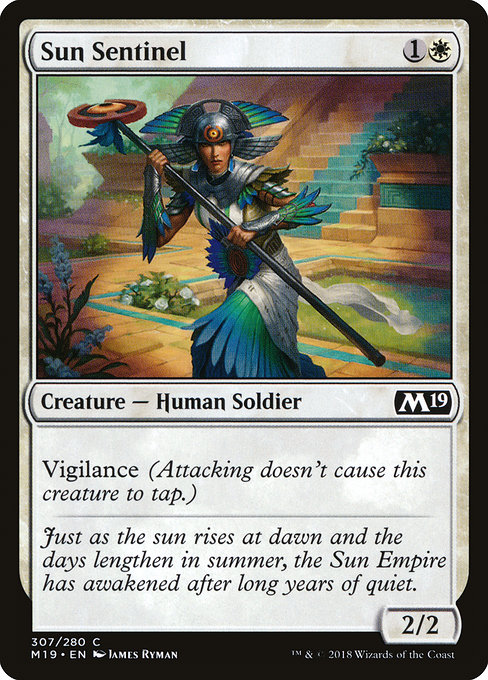 Sun Sentinel 1
Creature — Human Soldier M19
Vigilance (Attacking doesn't cause this
creature to tap.)
Just as the sun rises at dawn and the
days lengthen in summer, the Sun Empire
has awakened after long years of quiet.
2/2
307/280 C
M19 • EN James Ryman ™ & © 2018 Wizards of the Coast